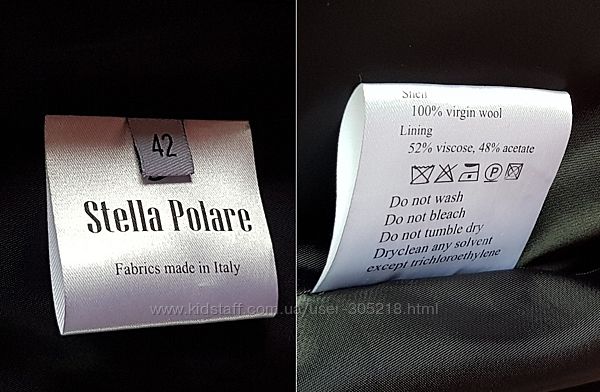 42
Stella Polare
Fabrics made in Italy
Shell
100% virgin wool
Lining
52% viscose, 48% acetate
Do not wash
Do not bleach
Do not tumble dry
Dryclean any solvent
except trichloroethylene
www.kidstaff.com.ua/user-305218.html